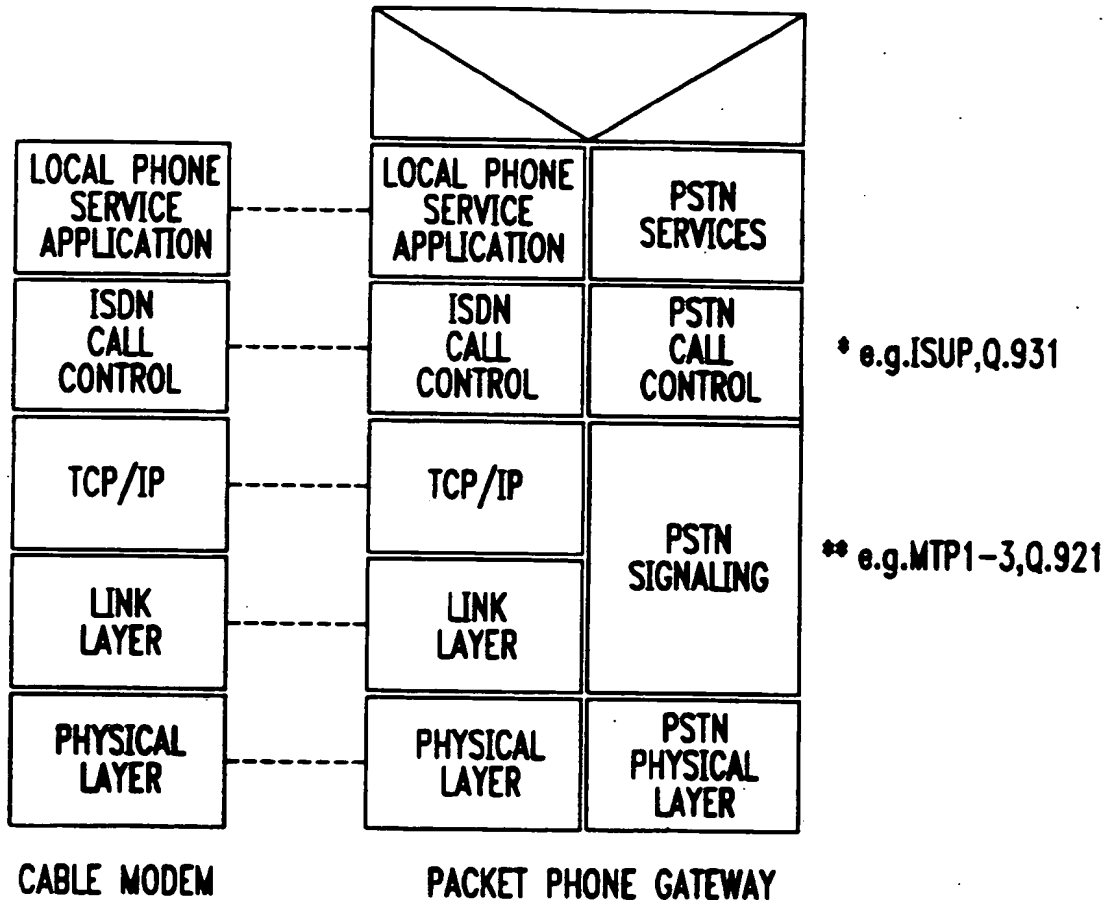 LOCAL PHONE
SERVICE
APPLICATION
LOCAL PHONE
SERVICE
APPLICATION
PSTN
SERVICES
ISDN
CALL
CONTROL
ISDN
CALL
CONTROL
PSTN
CALL
CONTROL
* e.g.ISUP,Q.931
TCP/IP
TCP/IP
PSTN
SIGNALING
** e.g.MTP1-3,Q.921
LINK
LAYER
LINK
LAYER
PHYSICAL
LAYER
PHYSICAL
LAYER
PSTN
PHYSICAL
LAYER
CABLE MODEM
PACKET PHONE GATEWAY